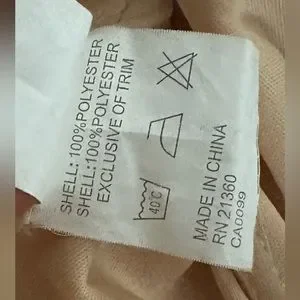 SHELL: 100%POLYESTER
SHELL:100%POLYESTER
EXCLUSIVE OF TRIM
40°C
MADE IN CHINA
RN 21360
CA0099